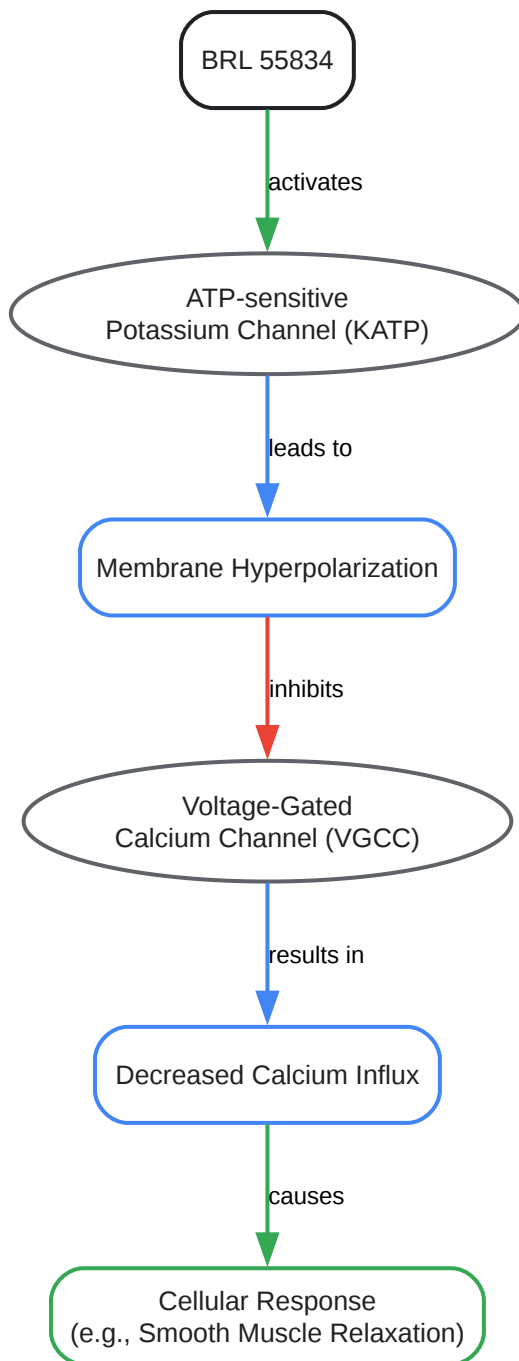 BRL 55834
activates
ATP-sensitive
Potassium Channel (KATP)
leads to
Membrane Hyperpolarization
inhibits
Voltage-Gated
Calcium Channel (VGCC)
results in
Decreased Calcium Influx
causes
Cellular Response
(e.g., Smooth Muscle Relaxation)